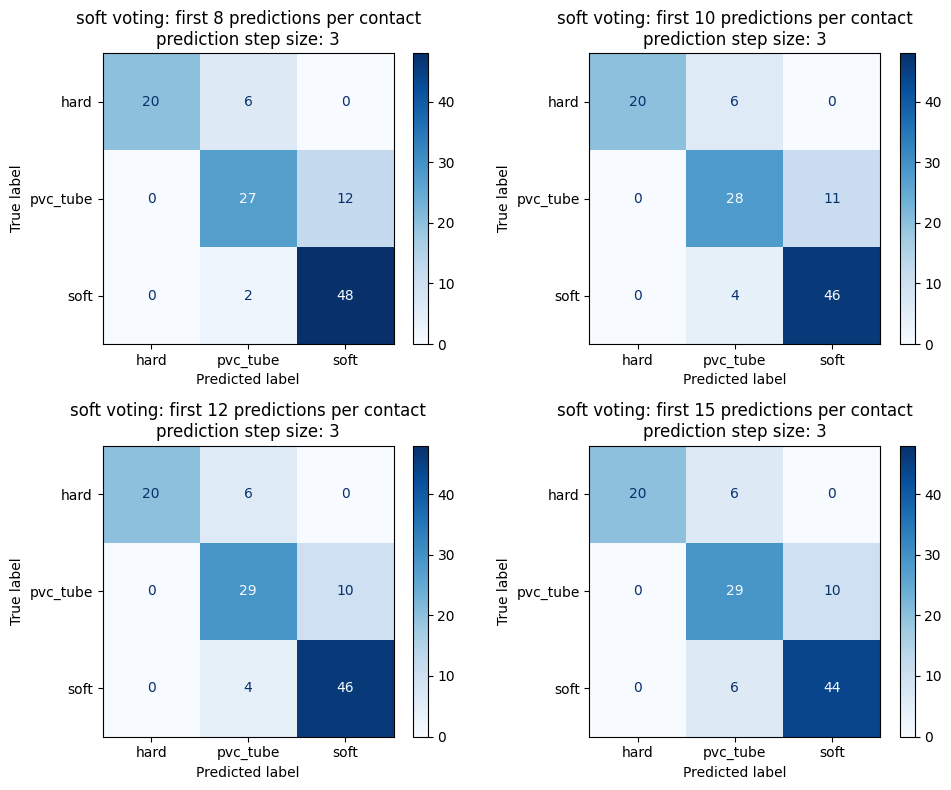 soft voting: first 8 predictions per contact
prediction step size: 3
hard
pvc_tube
soft
True label
20 6 0
0 27 12
0 2 48
hard pvc_tube soft
Predicted label
40
30
20
10
0
soft voting: first 10 predictions per contact
prediction step size: 3
hard
pvc_tube
soft
True label
20 6 0
0 28 11
0 4 46
hard pvc_tube soft
Predicted label
40
30
20
10
0
soft voting: first 12 predictions per contact
prediction step size: 3
hard
pvc_tube
soft
True label
20 6 0
0 29 10
0 4 46
hard pvc_tube soft
Predicted label
40
30
20
10
0
soft voting: first 15 predictions per contact
prediction step size: 3
hard
pvc_tube
soft
True label
20 6 0
0 29 10
0 6 44
hard pvc_tube soft
Predicted label
40
30
20
10
0